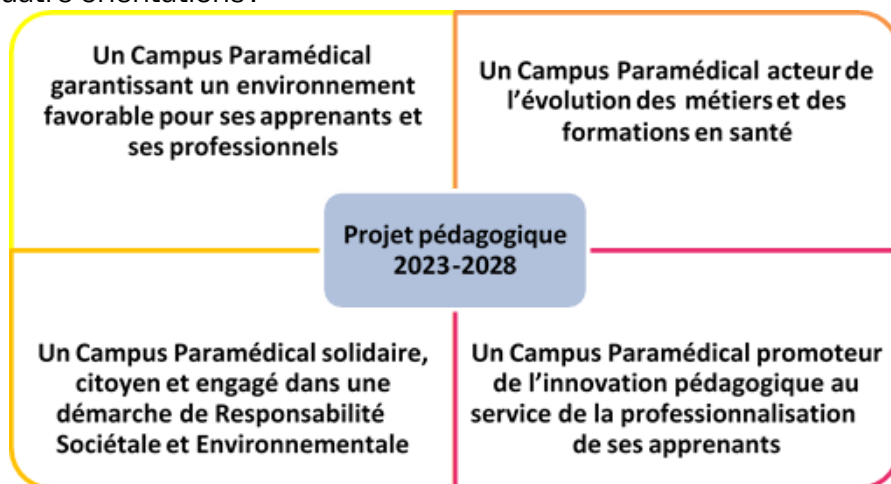 quatre orientations :
Un Campus Paramédical
garantissant un environnement
favorable pour ses apprenants et
ses professionnels
Un Campus Paramédical acteur de
l’évolution des métiers et des
formations en santé
Projet pédagogique
2023-2028
Un Campus Paramédical solidaire,
citoyen et engagé dans une
démarche de Responsabilité
Sociétale et Environnementale
Un Campus Paramédical promoteur
de l’innovation pédagogique au
service de la professionnalisation
de ses apprenants